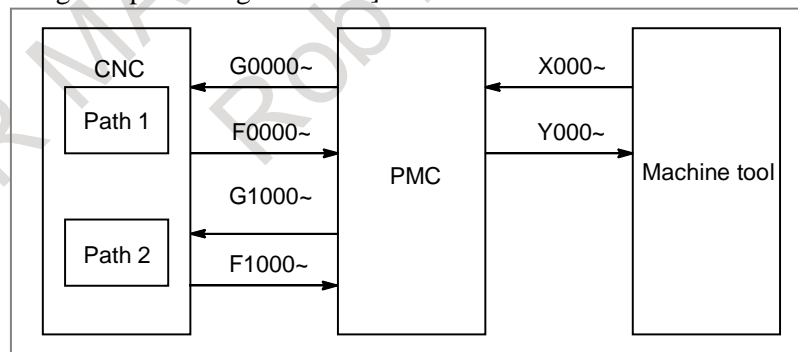 CNC
Path 1
Path 2
G0000~
F0000~
G1000~
F1000~
PMC
X000~
Y000~
Machine tool